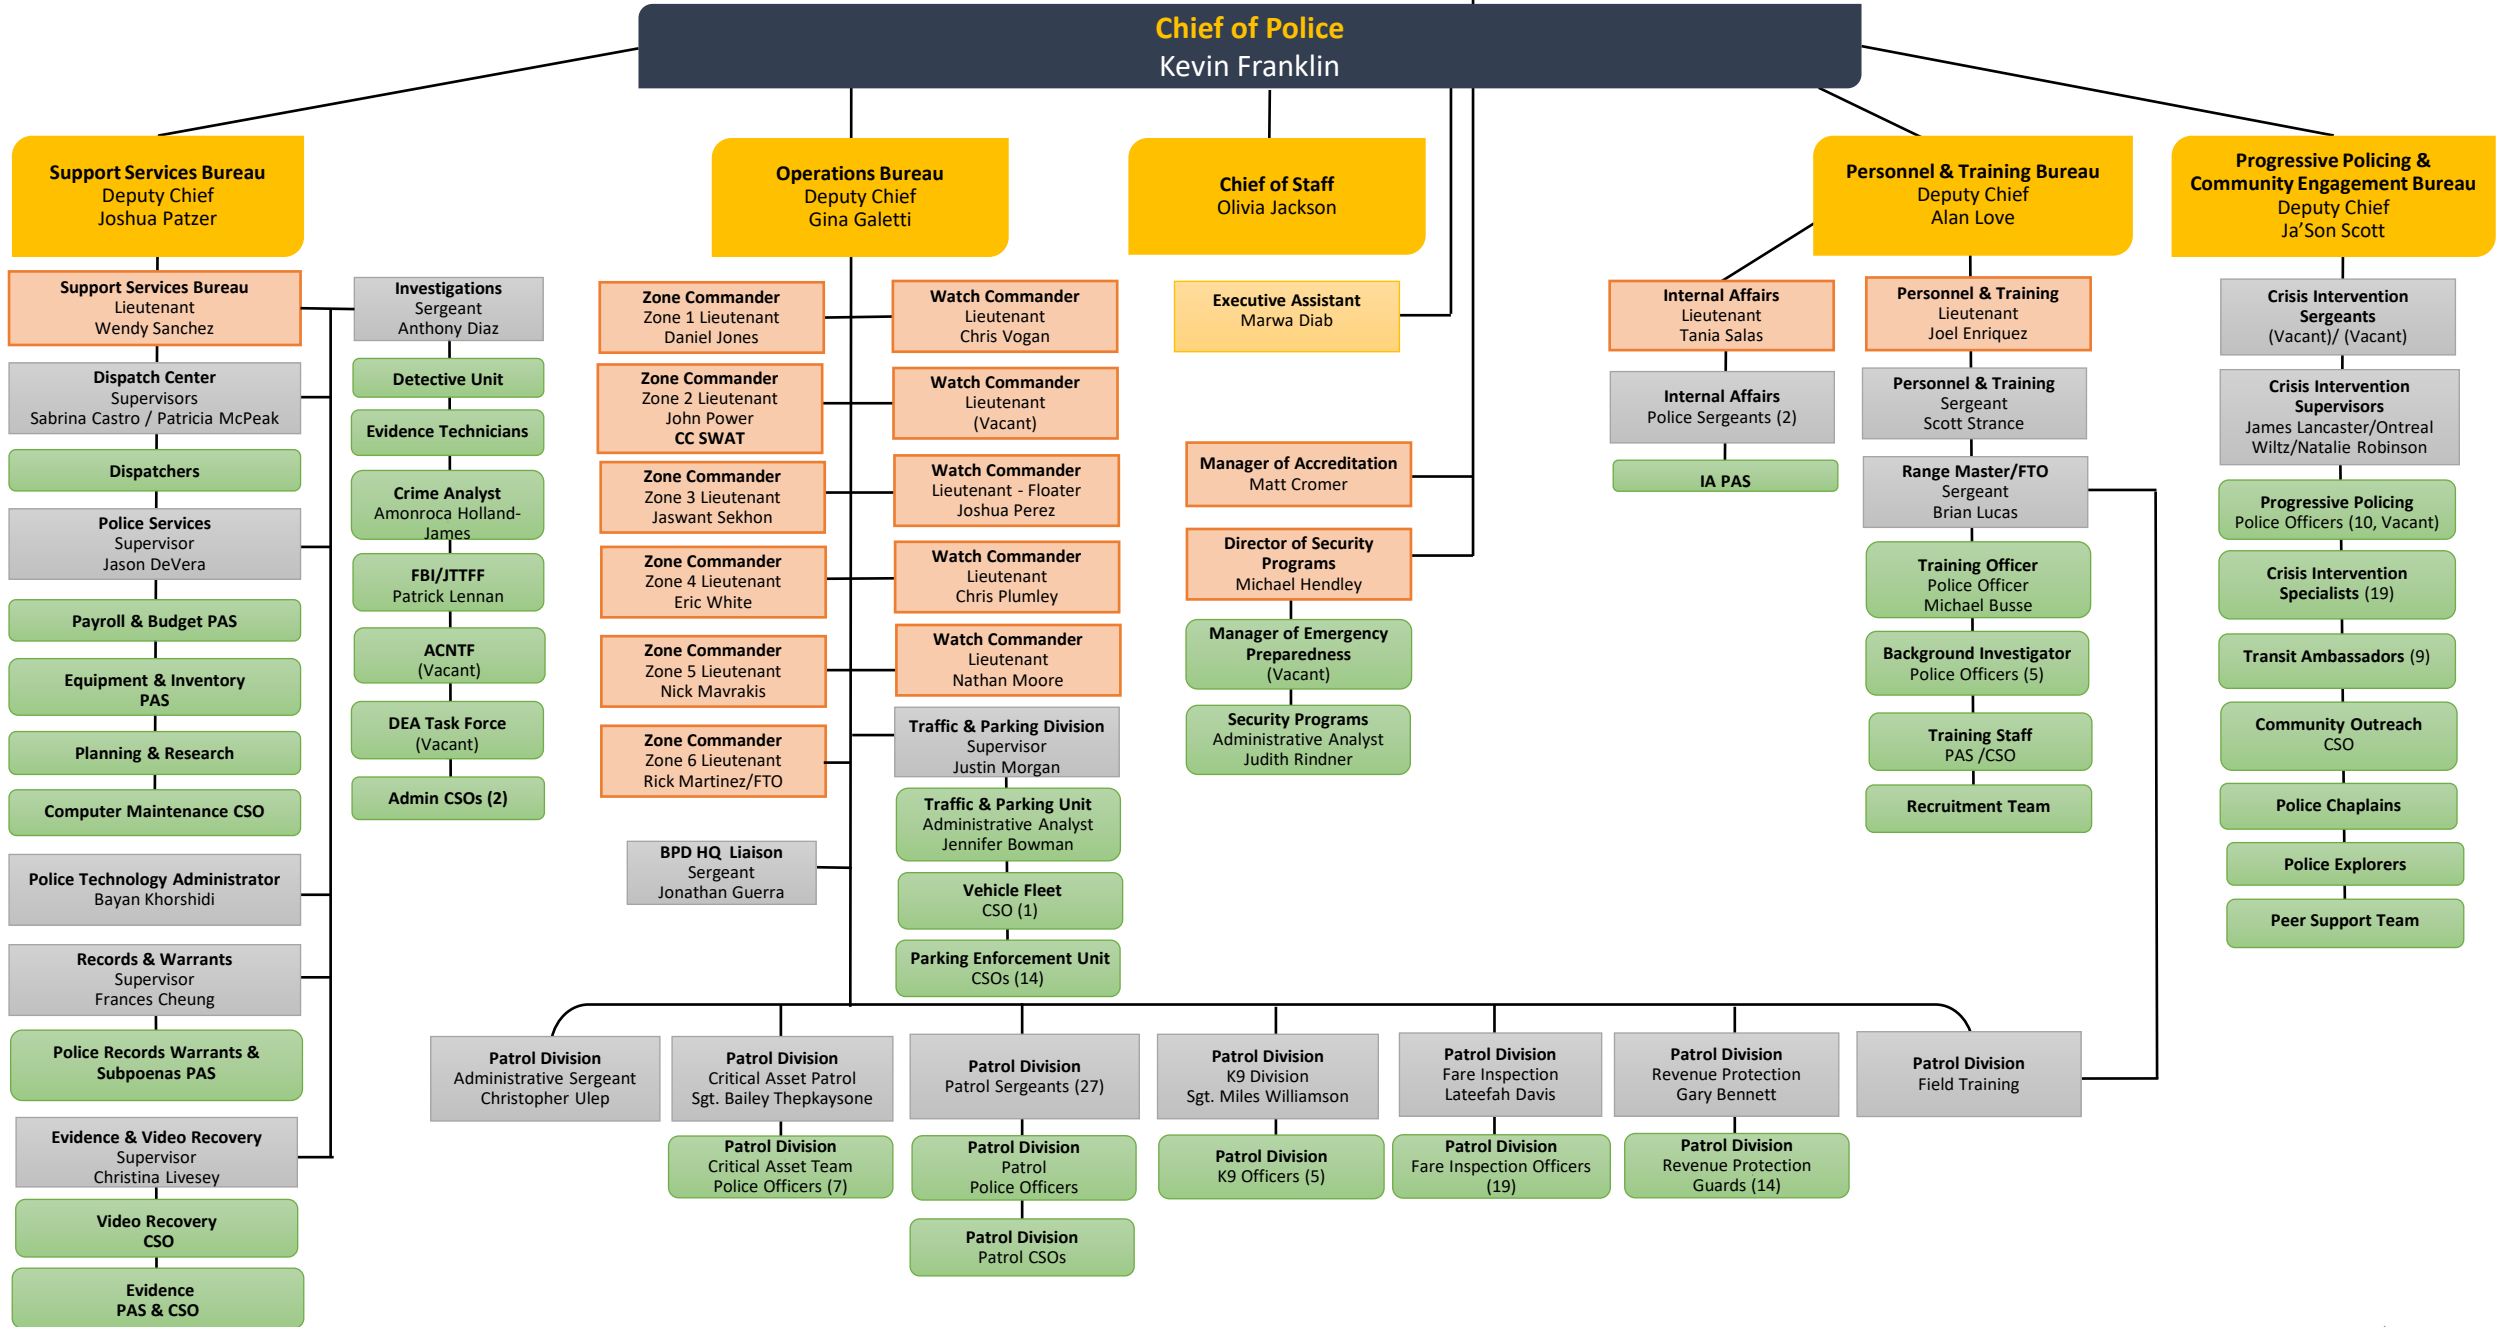 Chief of Police
Kevin Franklin
Support Services Bureau
Deputy Chief
Joshua Patzer
Operations Bureau
Deputy Chief
Gina Galetti
Chief of Staff
Olivia Jackson
Personnel & Training Bureau
Deputy Chief
Alan Love
Progressive Policing &
Community Engagement Bureau
Deputy Chief
Ja’Son Scott
Support Services Bureau
Lieutenant
Wendy Sanchez
Dispatch Center
Supervisors
Sabrina Castro / Patricia McPeak
Dispatchers
Police Services
Supervisor
Jason DeVera
Payroll & Budget PAS
Equipment & Inventory
PAS
Planning & Research
Computer Maintenance CSO
Police Technology Administrator
Bayan Khorshidi
Records & Warrants
Supervisor
Frances Cheung
Police Records Warrants &
Subpoenas PAS
Evidence & Video Recovery
Supervisor
Christina Livesey
Video Recovery
CSO
Evidence
PAS & CSO
Investigations
Sergeant
Anthony Diaz
Detective Unit
Evidence Technicians
Crime Analyst
Amonroca Holland-
James
FBI/JTTFF
Patrick Lennan
ACNTF
(Vacant)
DEA Task Force
(Vacant)
Admin CSOs (2)
Zone Commander
Zone 1 Lieutenant
Daniel Jones
Zone Commander
Zone 2 Lieutenant
John Power
CC SWAT
Zone Commander
Zone 3 Lieutenant
Jaswant Sekhon
Zone Commander
Zone 4 Lieutenant
Eric White
Zone Commander
Zone 5 Lieutenant
Nick Mavrakis
Zone Commander
Zone 6 Lieutenant
Rick Martinez/FTO
BPD HQ Liaison
Sergeant
Jonathan Guerra
Watch Commander
Lieutenant
Chris Vogan
Watch Commander
Lieutenant
(Vacant)
Watch Commander
Lieutenant - Floater
Joshua Perez
Watch Commander
Lieutenant
Chris Plumley
Watch Commander
Lieutenant
Nathan Moore
Traffic & Parking Division
Supervisor
Justin Morgan
Traffic & Parking Unit
Administrative Analyst
Jennifer Bowman
Vehicle Fleet
CSO (1)
Parking Enforcement Unit
CSOs (14)
Executive Assistant
Marwa Diab
Manager of Accreditation
Matt Cromer
Director of Security
Programs
Michael Hendley
Manager of Emergency
Preparedness
(Vacant)
Security Programs
Administrative Analyst
Judith Rindner
Internal Affairs
Lieutenant
Tania Salas
Internal Affairs
Police Sergeants (2)
IA PAS
Personnel & Training
Lieutenant
Joel Enriquez
Personnel & Training
Sergeant
Scott Strance
Range Master/FTO
Sergeant
Brian Lucas
Training Officer
Police Officer
Michael Busse
Background Investigator
Police Officers (5)
Training Staff
PAS /CSO
Recruitment Team
Crisis Intervention
Sergeants
(Vacant)/ (Vacant)
Crisis Intervention
Supervisors
James Lancaster/Ontreal
Wiltz/Natalie Robinson
Progressive Policing
Police Officers (10, Vacant)
Crisis Intervention
Specialists (19)
Transit Ambassadors (9)
Community Outreach
CSO
Police Chaplains
Police Explorers
Peer Support Team
Patrol Division
Administrative Sergeant
Christopher Ulep
Patrol Division
Critical Asset Patrol
Sgt. Bailey Thepkaysone
Patrol Division
Critical Asset Team
Police Officers (7)
Patrol Division
Patrol Sergeants (27)
Patrol Division
Patrol
Police Officers
Patrol Division
Patrol CSOs
Patrol Division
K9 Division
Sgt. Miles Williamson
Patrol Division
K9 Officers (5)
Patrol Division
Fare Inspection
Lateefah Davis
Patrol Division
Fare Inspection Officers
(19)
Patrol Division
Revenue Protection
Gary Bennett
Patrol Division
Revenue Protection
Guards (14)
Patrol Division
Field Training